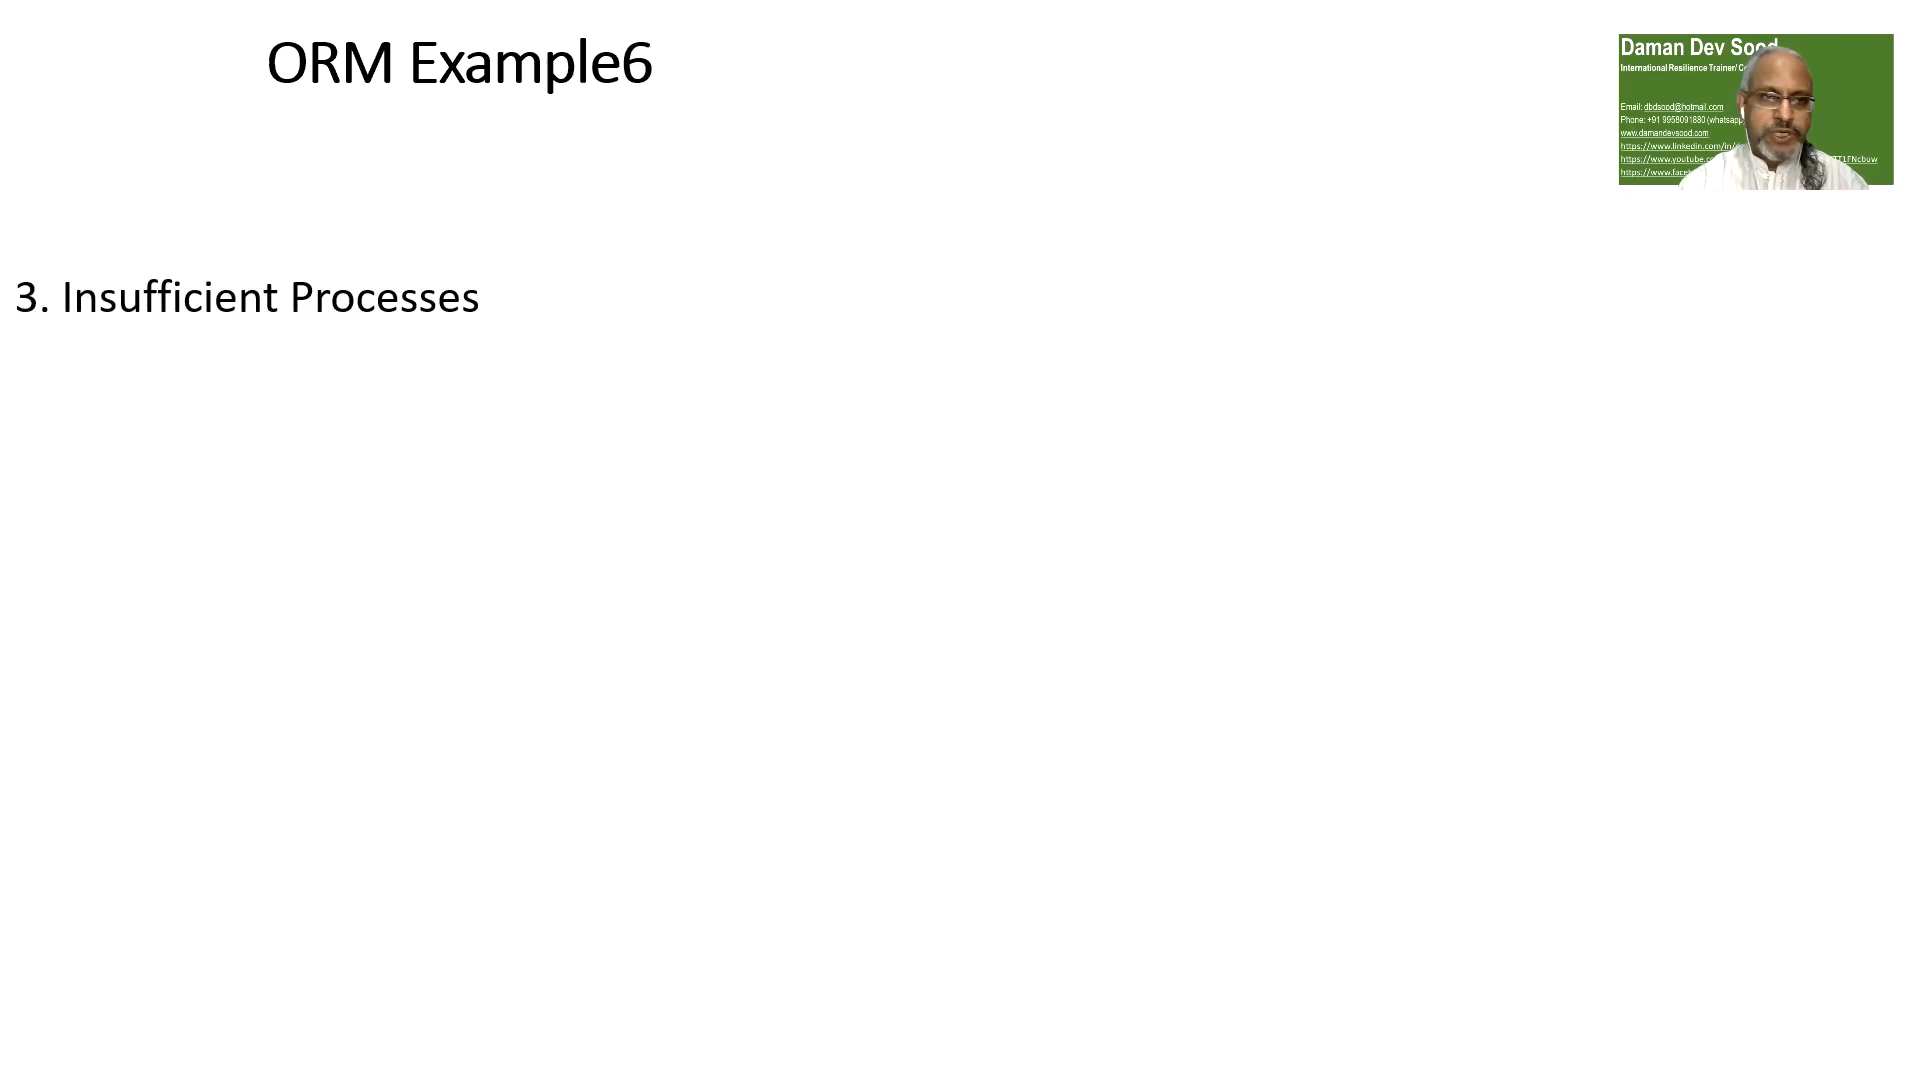 ORM Example6
Daman Dev Sood
International Resilience Trainer/
Email: dbdsood@hotmail.com
Phone: +91 9958091880 (whatsapp
www.damandevsood.com
https://www.linkedin.com/in/
https://www.youtube.c
https://www.face
3. Insufficient Processes